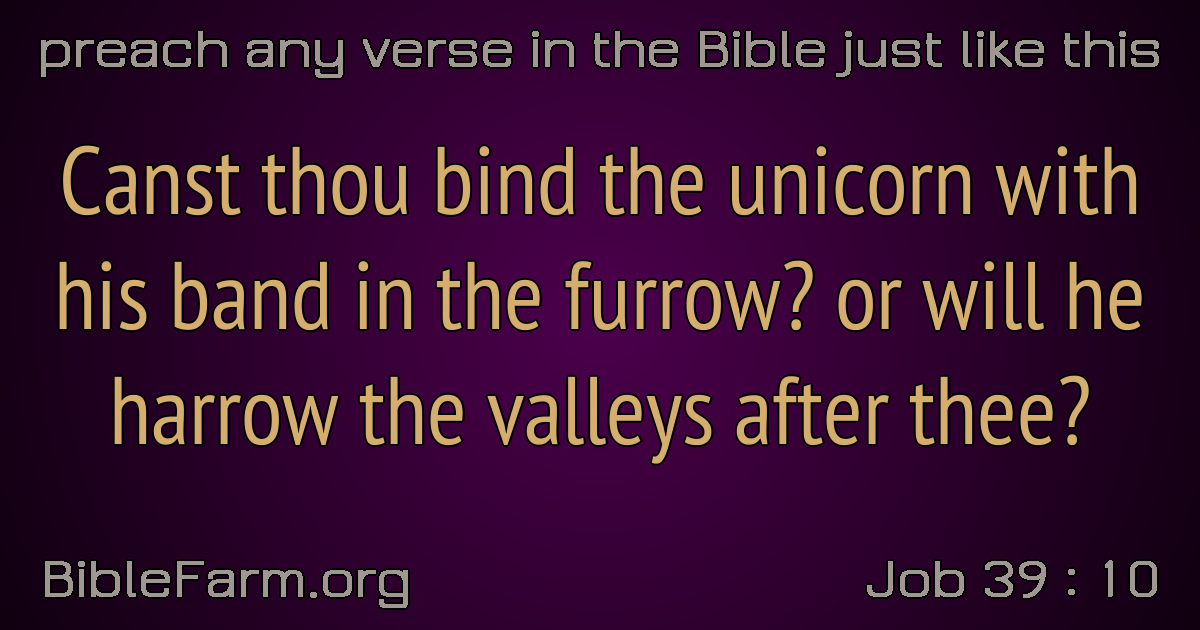 preach any verse in the Bible just like this
Canst thou bind the unicorn with
his band in the furrow? or will he
harrow the valleys after thee?
BibleFarm.org
Job 39 : 10